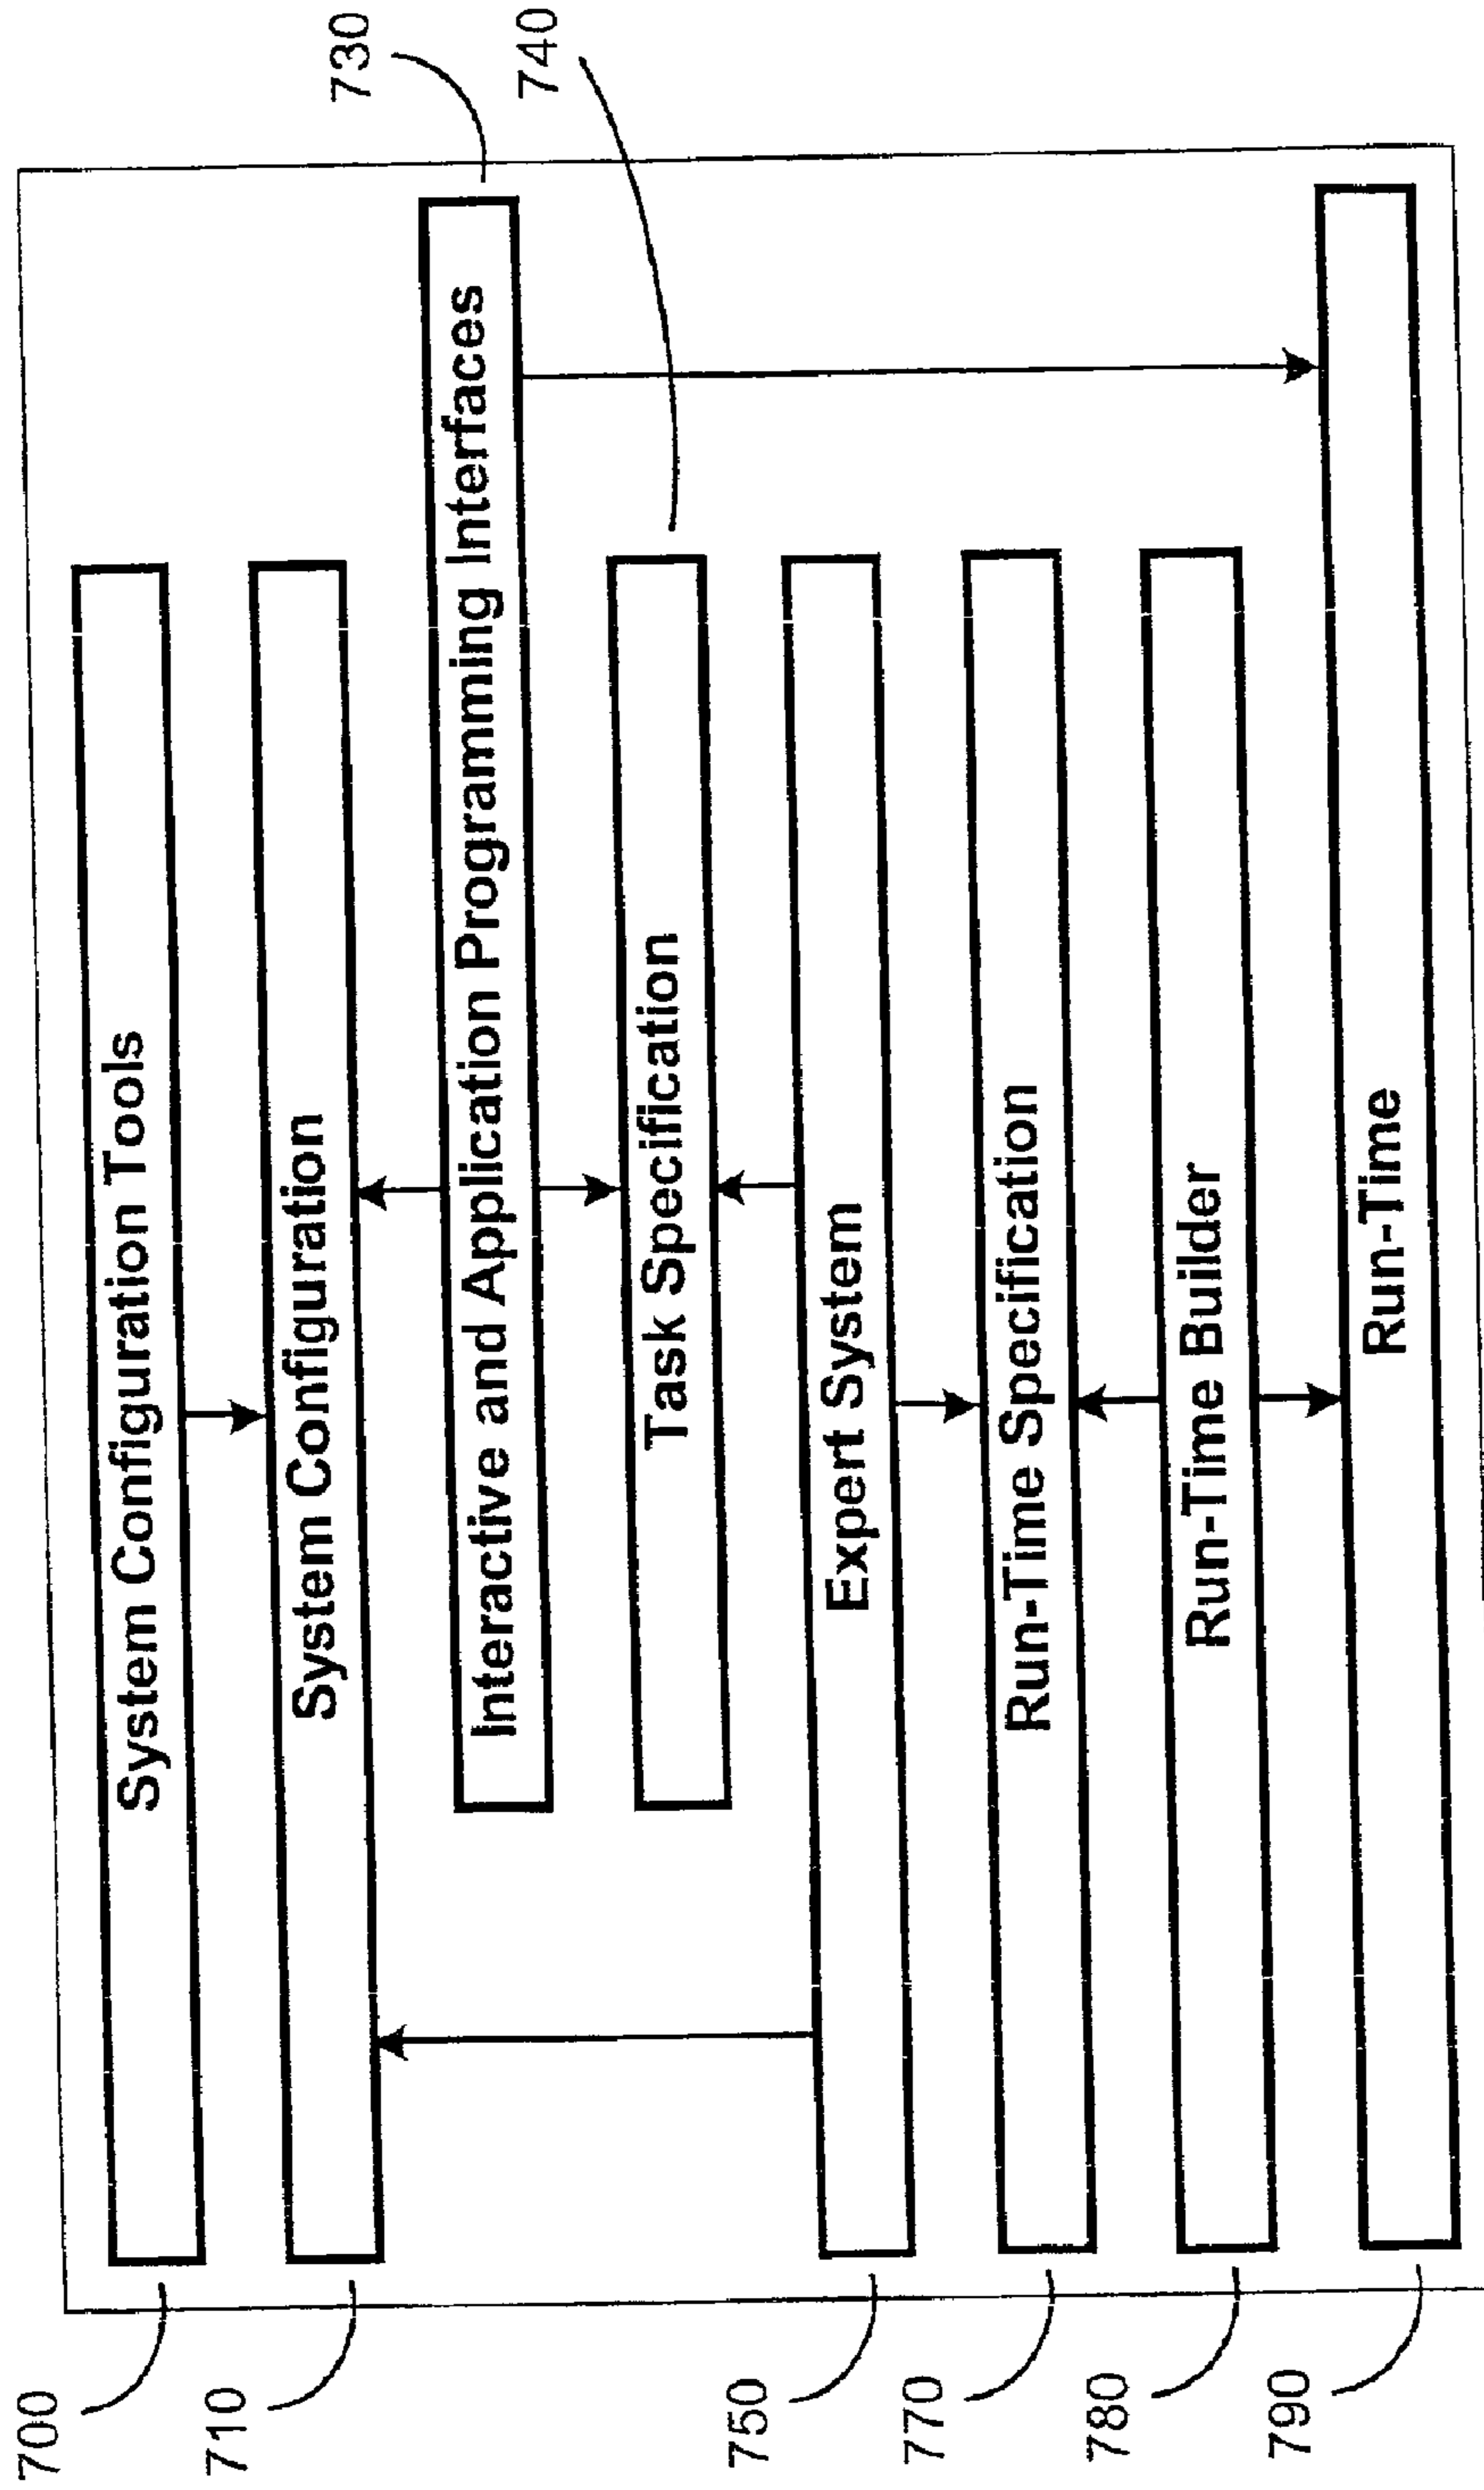 700
System Configuration Tools
710
System Configuration
730
Interactive and Application Programming Interfaces
740
Task Specification
750
Expert System
770
Run-Time Specification
780
Run-Time Builder
790
Run-Time